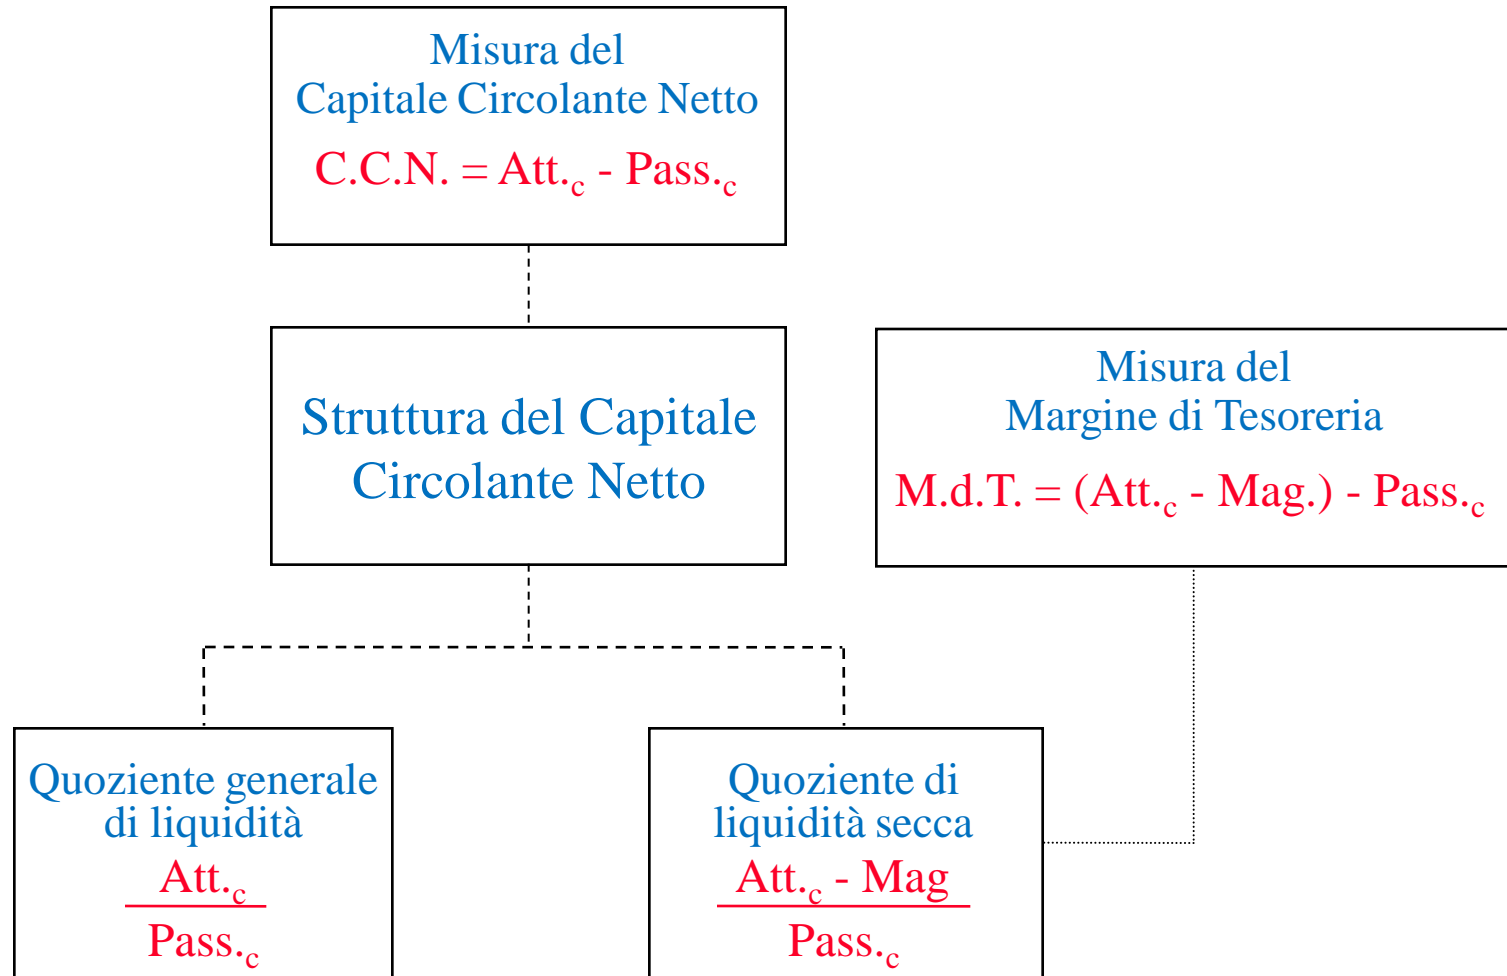 Misura del
Capitale Circolante Netto
C.C.N. = Att.c - Pass.c
Struttura del Capitale
Circolante Netto
Misura del
Margine di Tesoreria
M.d.T. = (Att.c - Mag.) - Pass.c
Quoziente generale
di liquidità
Att.c
Pass.c
Quoziente di
liquidità secca
Att.c - Mag
Pass.c